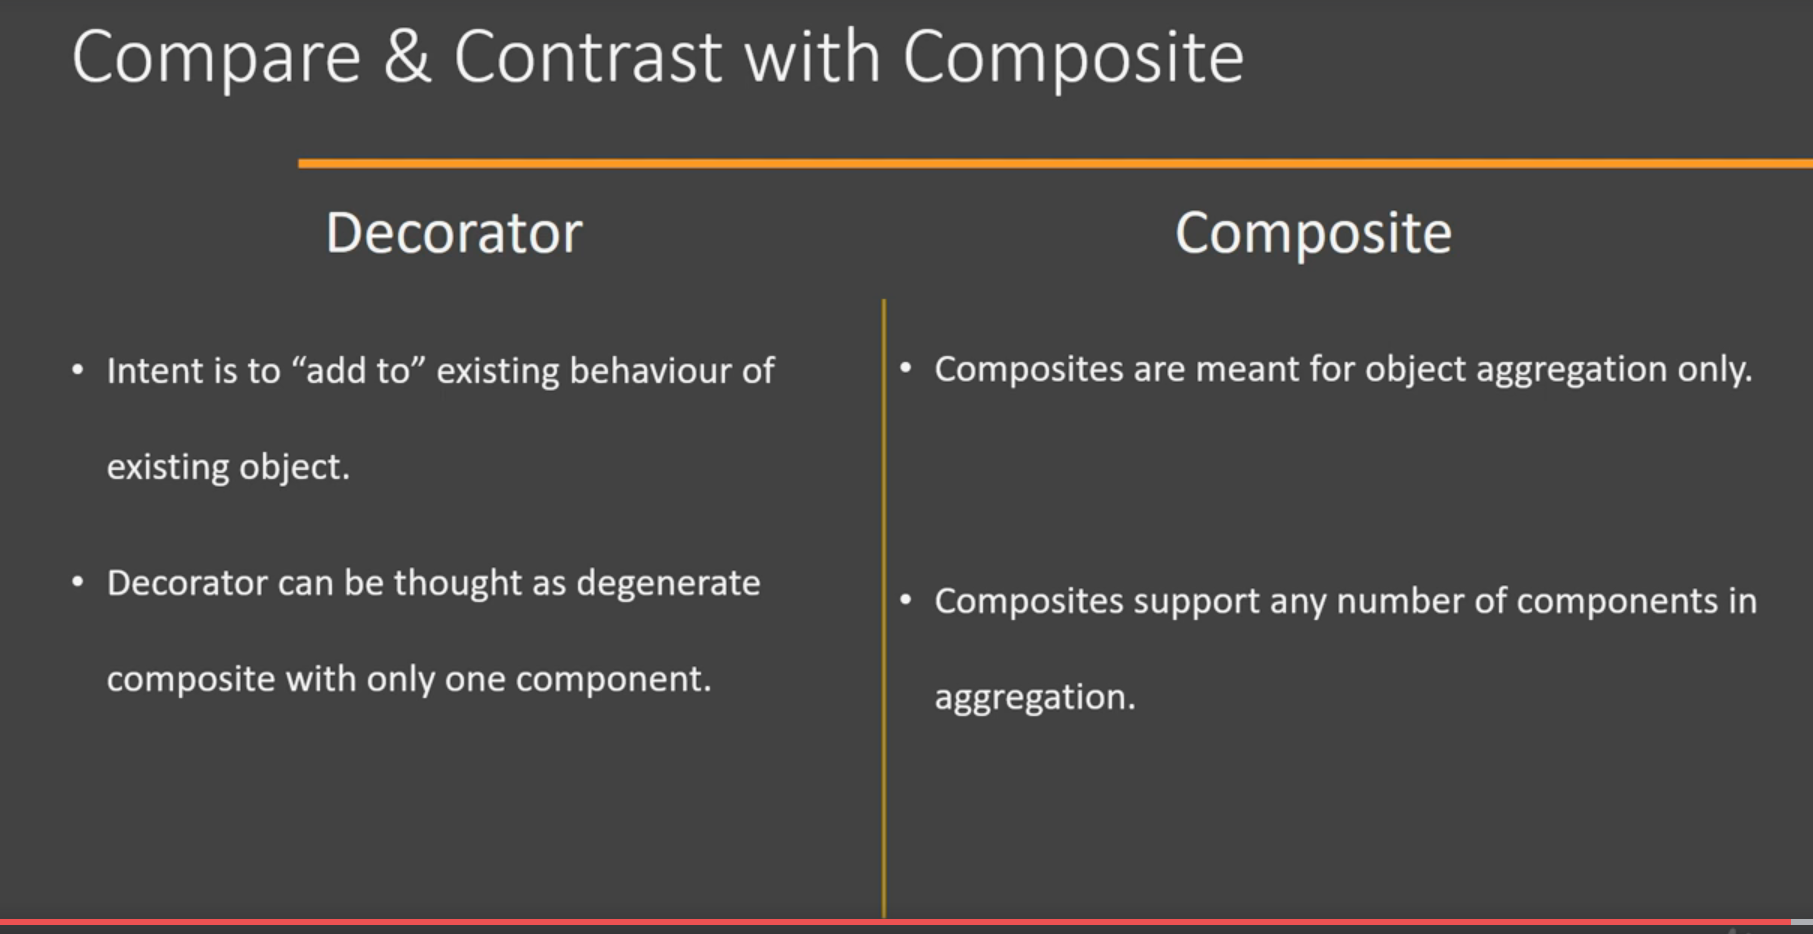 Compare & Contrast with Composite
Decorator
• Intent is to “add to” existing behaviour of
existing object.
• Decorator can be thought as degenerate
composite with only one component.
Composite
• Composites are meant for object aggregation only.
• Composites support any number of components in
aggregation.